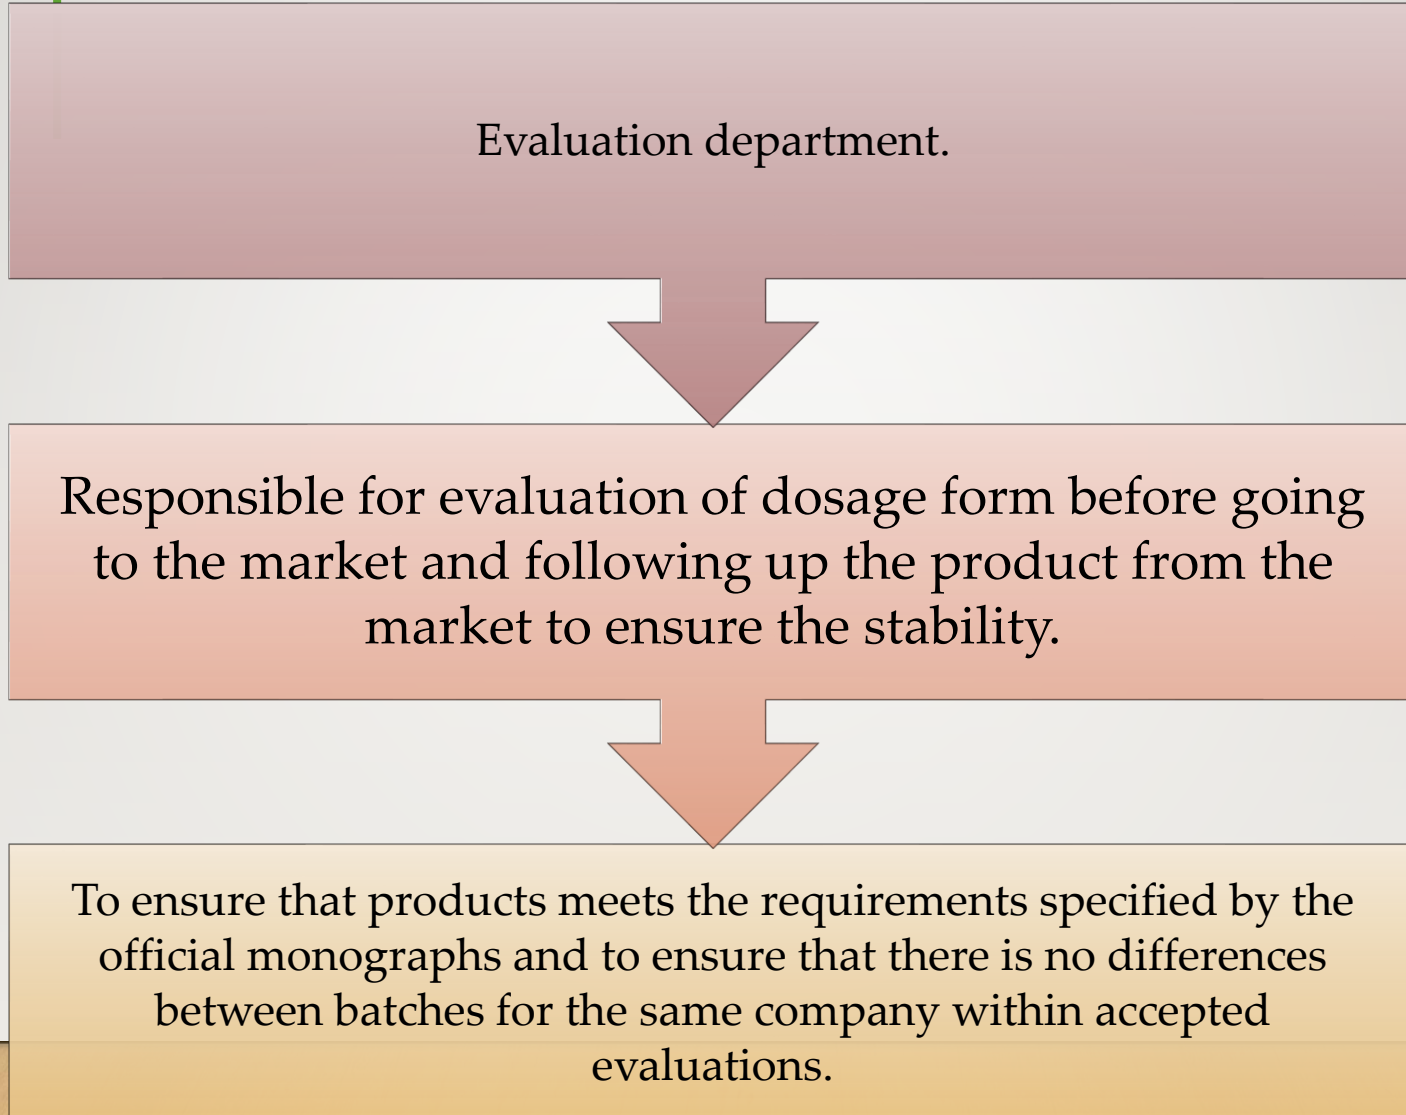 Evaluation department.
Responsible for evaluation of dosage form before going
to the market and following up the product from the
market to ensure the stability.
To ensure that products meets the requirements specified by the
official monographs and to ensure that there is no differences
between batches for the same company within accepted
evaluations.